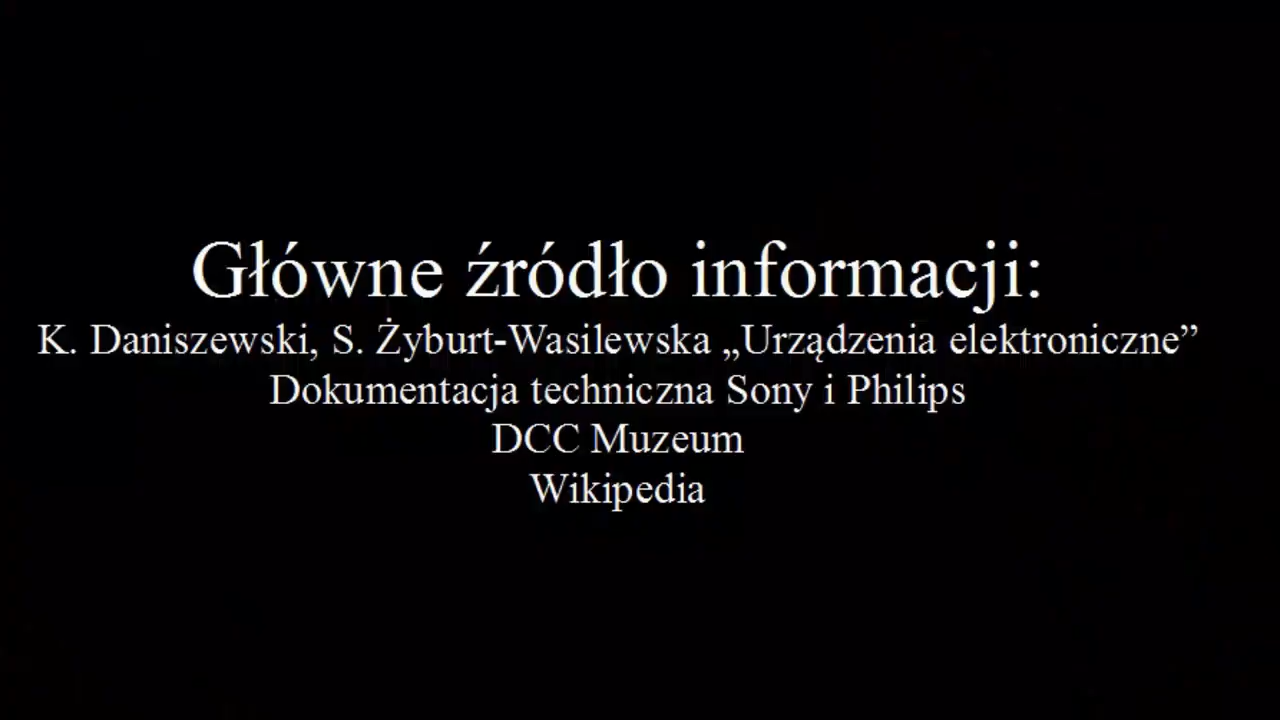 Główne źródło informacji:
K. Daniszewski, S. Żyburt-Wasilewska „Urządzenia elektroniczne”
Dokumentacja techniczna Sony i Philips
DCC Muzeum
Wikipedia